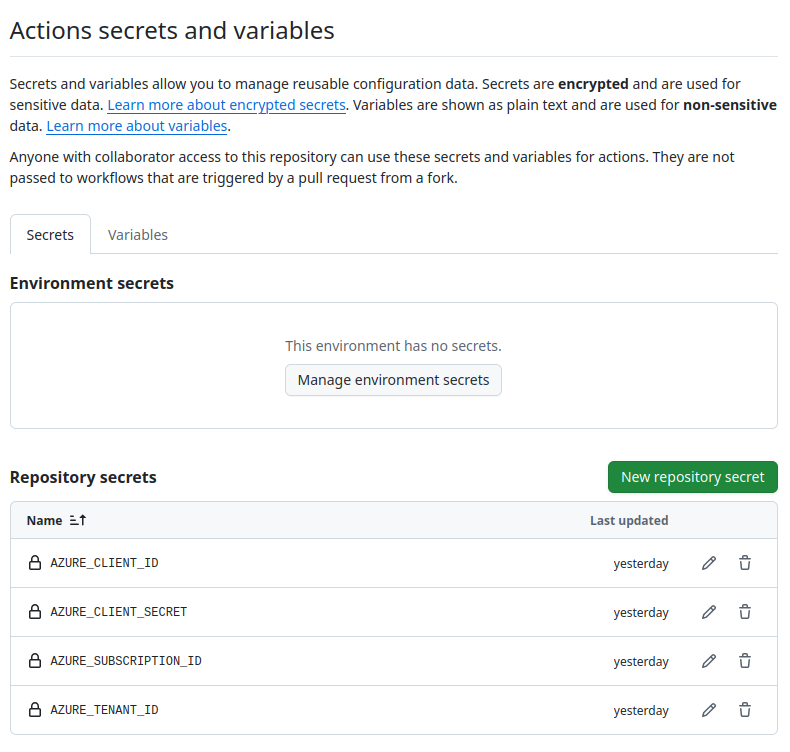 Actions secrets and variables
Secrets and variables allow you to manage reusable configuration data. Secrets are encrypted and are used for
sensitive data. Learn more about encrypted secrets. Variables are shown as plain text and are used for non-sensitive
data. Learn more about variables.
Anyone with collaborator access to this repository can use these secrets and variables for actions. They are not
passed to workflows that are triggered by a pull request from a fork.
Secrets Variables
Environment secrets
This environment has no secrets.
Manage environment secrets
Repository secrets New repository secret
Name Last updated
AZURE_CLIENT_ID yesterday
AZURE_CLIENT_SECRET yesterday
AZURE_SUBSCRIPTION_ID yesterday
AZURE_TENANT_ID yesterday